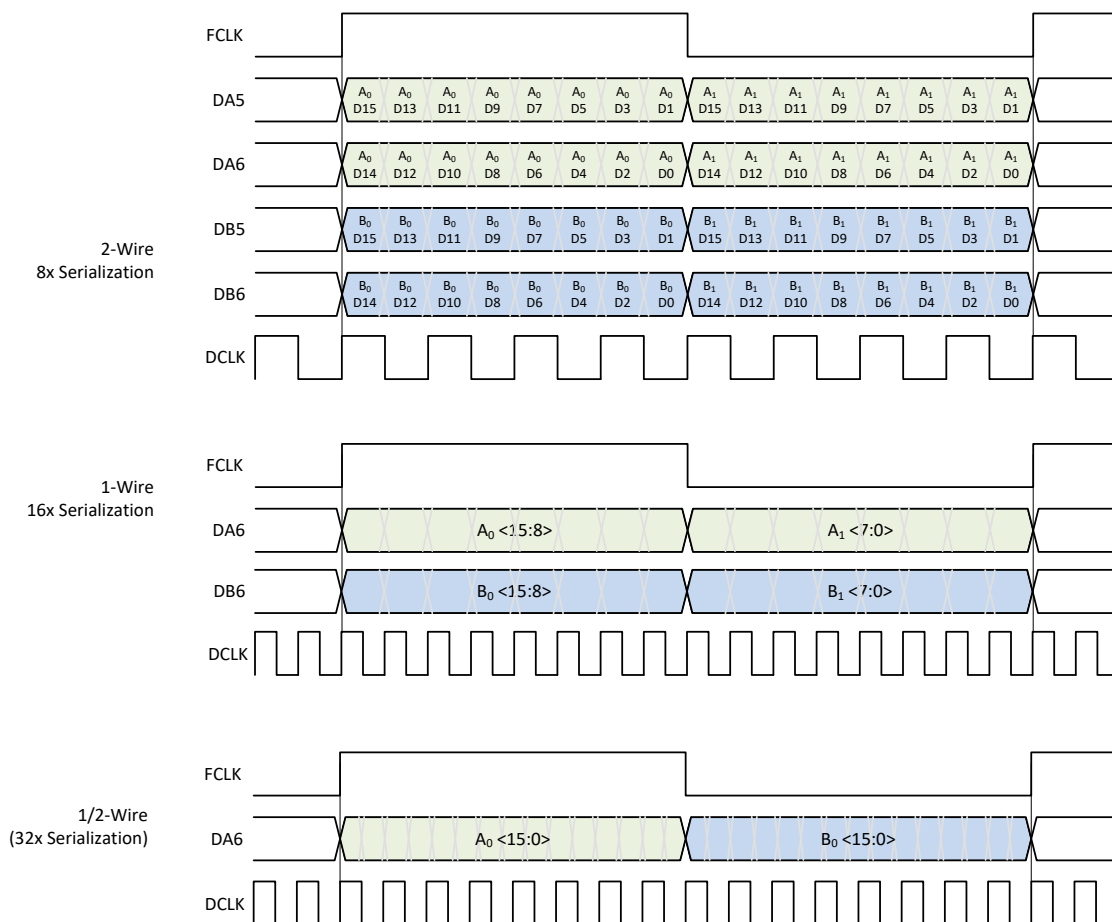 FCLK
DA5
A0 A0 A0 A0 A0 A0 A0 A0 A1 A1 A1 A1 A1 A1 A1 A1
D15 D13 D11 D9 D7 D5 D3 D1 D15 D13 D11 D9 D7 D5 D3 D1
DA6
A0 A0 A0 A0 A0 A0 A0 A0 A1 A1 A1 A1 A1 A1 A1 A1
D14 D12 D10 D8 D6 D4 D2 D0 D14 D12 D10 D8 D6 D4 D2 D0
2-Wire
8x Serialization
DB5
B0 B0 B0 B0 B0 B0 B0 B0 B1 B1 B1 B1 B1 B1 B1 B1
D15 D13 D11 D9 D7 D5 D3 D1 D15 D13 D11 D9 D7 D5 D3 D1
DB6
B0 B0 B0 B0 B0 B0 B0 B0 B1 B1 B1 B1 B1 B1 B1 B1
D14 D12 D10 D8 D6 D4 D2 D0 D14 D12 D10 D8 D6 D4 D2 D0
DCLK
FCLK
1-Wire
16x Serialization
DA6 A0 <15:8> A1 <7:0>
DB6 B0 <15:8> B1 <7:0>
DCLK
FCLK
1/2-Wire
(32x Serialization)
DA6 A0 <15:0> B0 <15:0>
DCLK